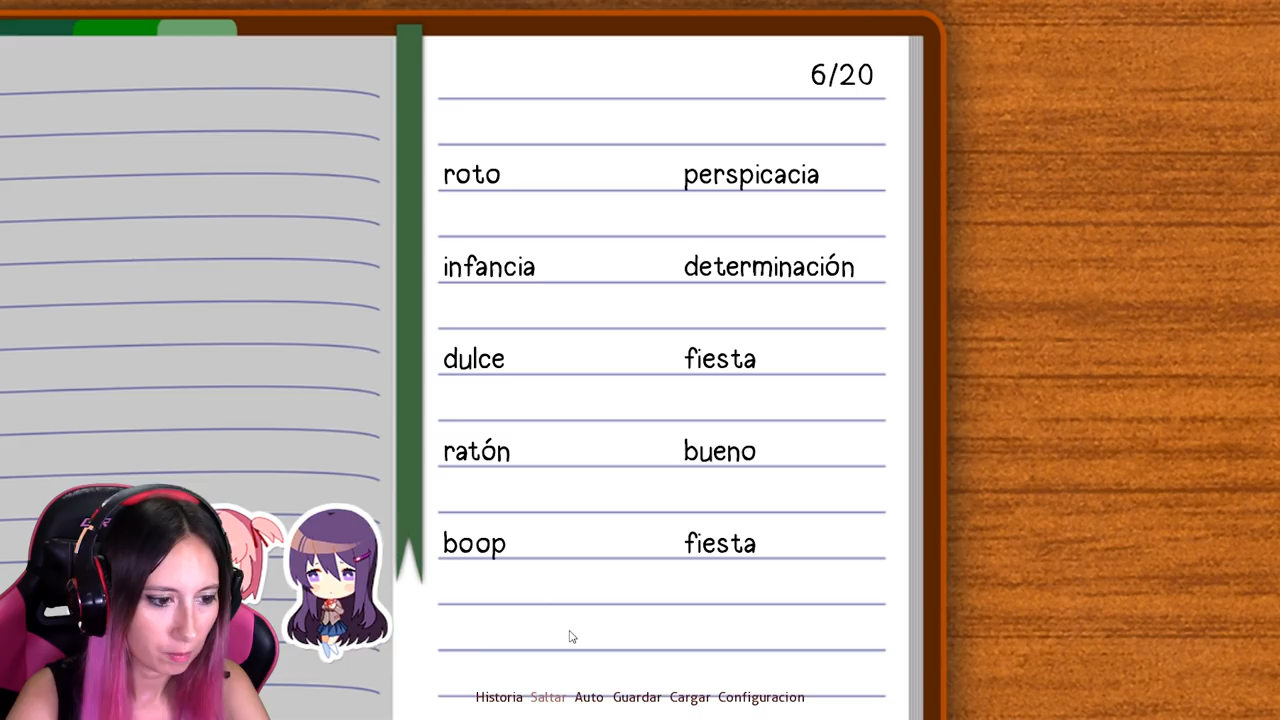 6/20
roto perspicacia
infancia determinación
dulce fiesta
ratón bueno
boop fiesta
Historia Saltar Auto Guardar Cargar Configuracion